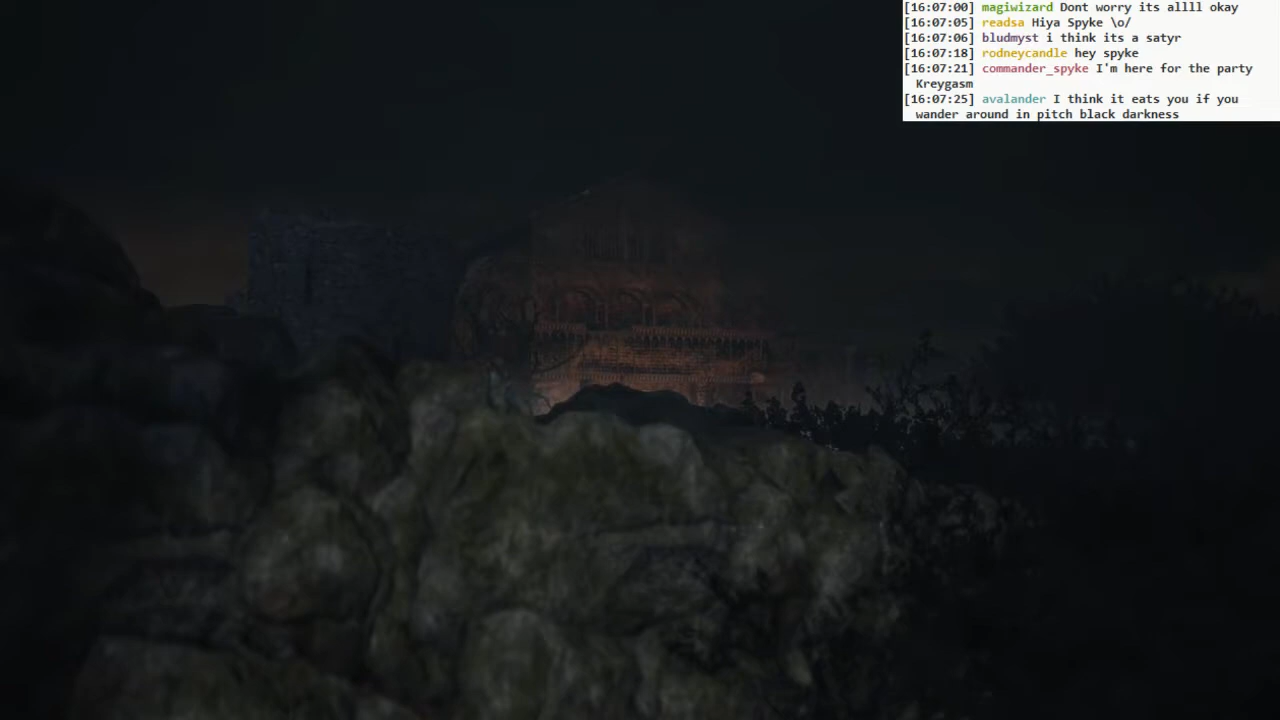 [16:07:00] magiwizard Dont worry its allll okay
[16:07:05] readsa Hiya Spyke \o/
[16:07:06] bludmyst i think its a satyr
[16:07:18] rodneycandle hey spyke
[16:07:21] commander_spyke I'm here for the party
Kreygasm
[16:07:25] avalander I think it eats you if you
wander around in pitch black darkness